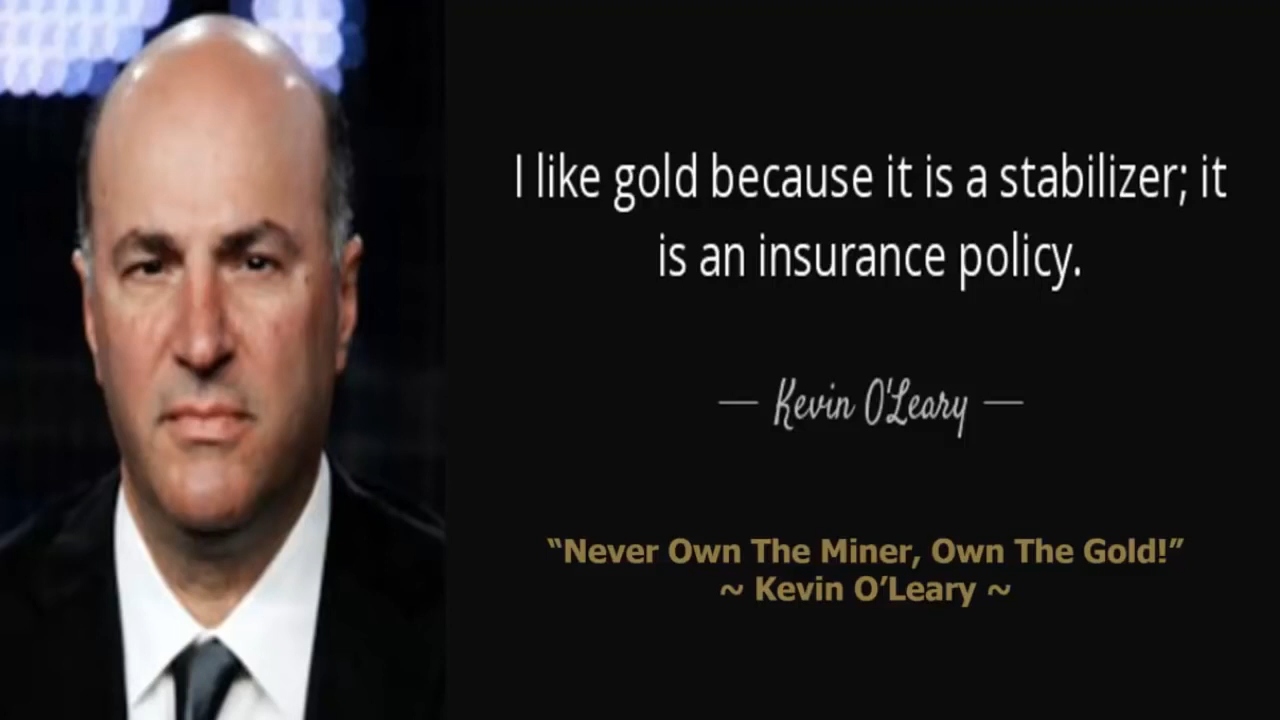 I like gold because it is a stabilizer; it
is an insurance policy.
— Kevin O'Leary —
“Never Own The Miner, Own The Gold!”
~ Kevin O’Leary ~